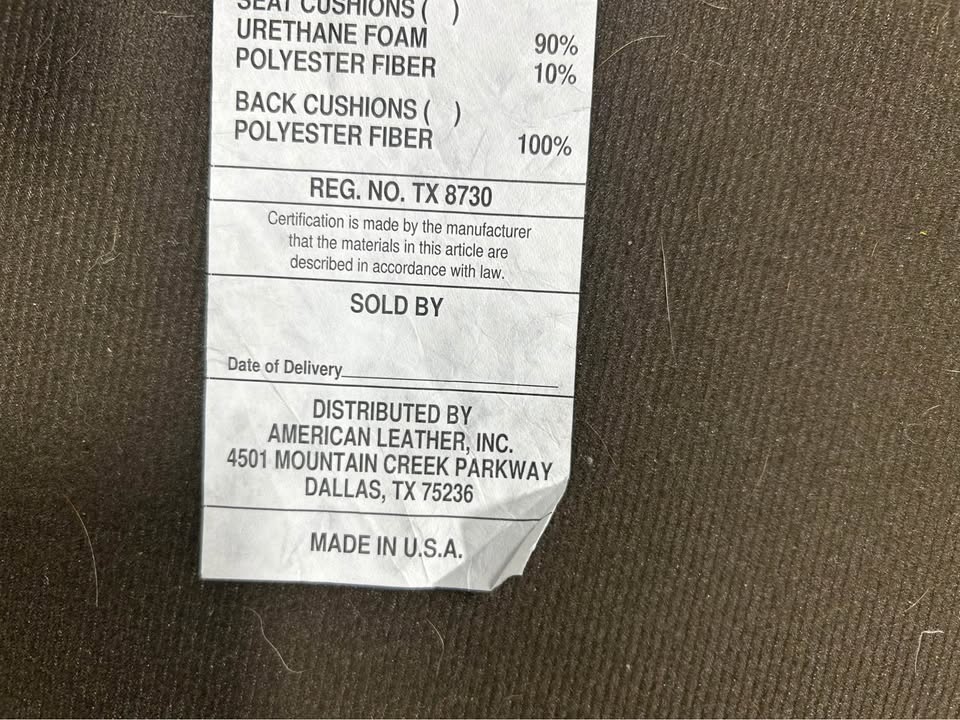 SEAT CUSHIONS ( )
URETHANE FOAM 90%
POLYESTER FIBER 10%
BACK CUSHIONS ( )
POLYESTER FIBER 100%
REG. NO. TX 8730
Certification is made by the manufacturer
that the materials in this article are
described in accordance with law.
SOLD BY
Date of Delivery
DISTRIBUTED BY
AMERICAN LEATHER, INC.
4501 MOUNTAIN CREEK PARKWAY
DALLAS, TX 75236
MADE IN U.S.A.